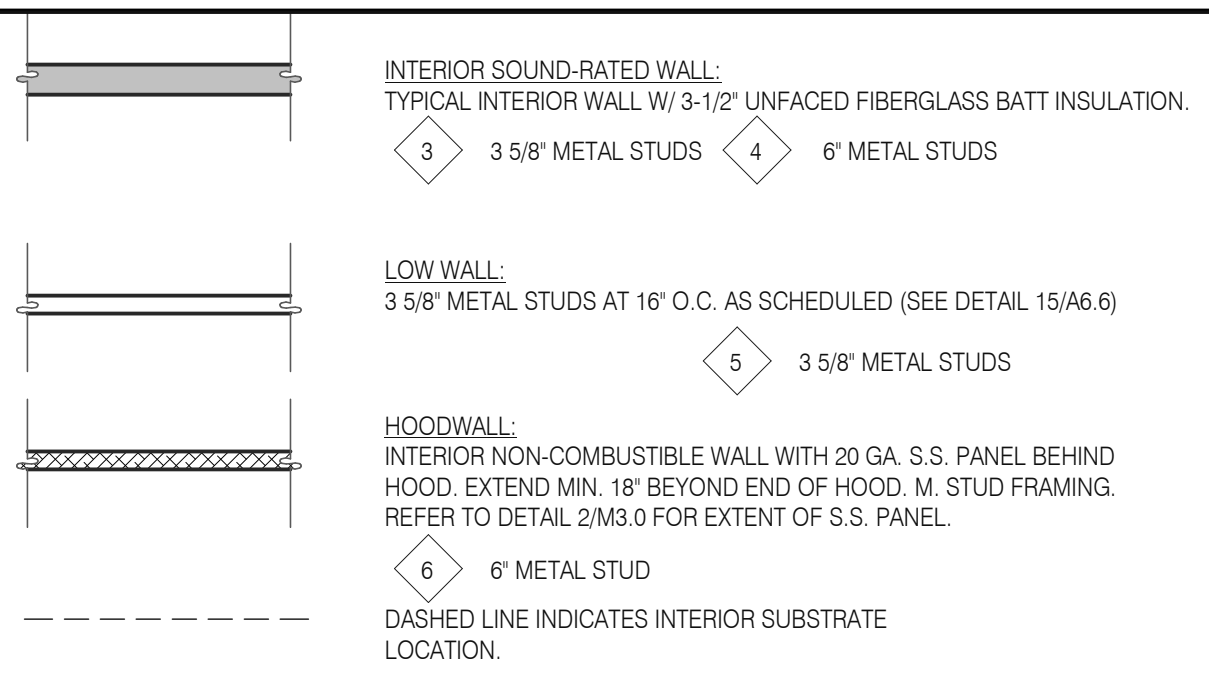 INTERIOR SOUND-RATED WALL:
TYPICAL INTERIOR WALL W/ 3-1/2" UNFACED FIBERGLASS BATT INSULATION.
3 3 5/8" METAL STUDS 4 6" METAL STUDS
LOW WALL:
3 5/8" METAL STUDS AT 16" O.C. AS SCHEDULED (SEE DETAIL 15/A6.6)
5 3 5/8" METAL STUDS
HOODWALL:
INTERIOR NON-COMBUSTIBLE WALL WITH 20 GA. S.S. PANEL BEHIND
HOOD. EXTEND MIN. 18" BEYOND END OF HOOD. M. STUD FRAMING.
REFER TO DETAIL 2/M3.0 FOR EXTENT OF S.S. PANEL.
6 6" METAL STUD
DASHED LINE INDICATES INTERIOR SUBSTRATE
LOCATION.